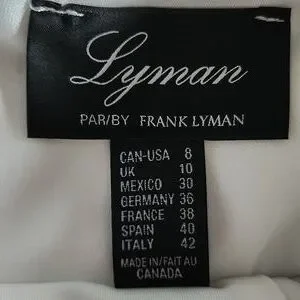 Lyman
PAR/BY FRANK LYMAN
CAN-USA 8
UK 10
MEXICO 30
GERMANY 36
FRANCE 38
SPAIN 40
ITALY 42
MADE IN/FAIT AU
CANADA